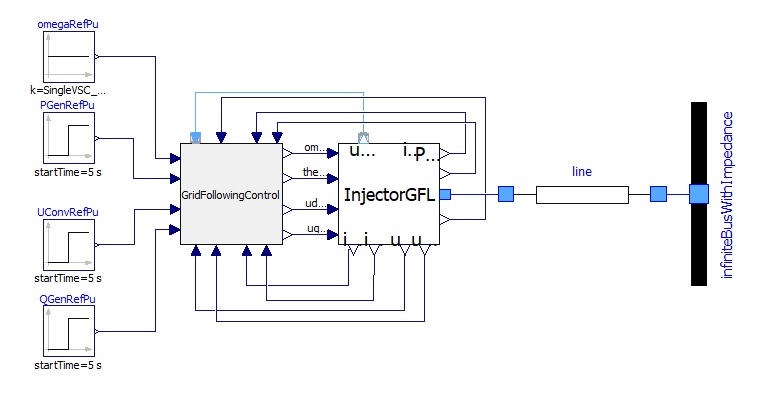 omegaRefPu
k=SingleVSC_...
PGenRefPu
startTime=5 s
UConvRefPu
startTime=5 s
QGenRefPu
startTime=5 s
GridFollowingControl
om...
the...
ud...
uq...
u...
i...
P...
InjectorGFL
i...
i...
u
u...
line
infiniteBusWithImpedance